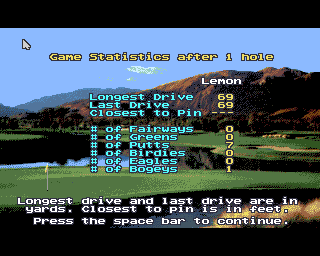 Game Statistics after 1 hole
Lemon
Longest Drive 69
Last Drive 69
Closest to Pin ---
# of Fairways 0
# of Greens 0
# of Putts 7
# of Birdies 0
# of Eagles 0
# of Bogeys 1
Longest drive and last drive are in
yards. Closest to pin is in feet.
Press the space bar to continue.